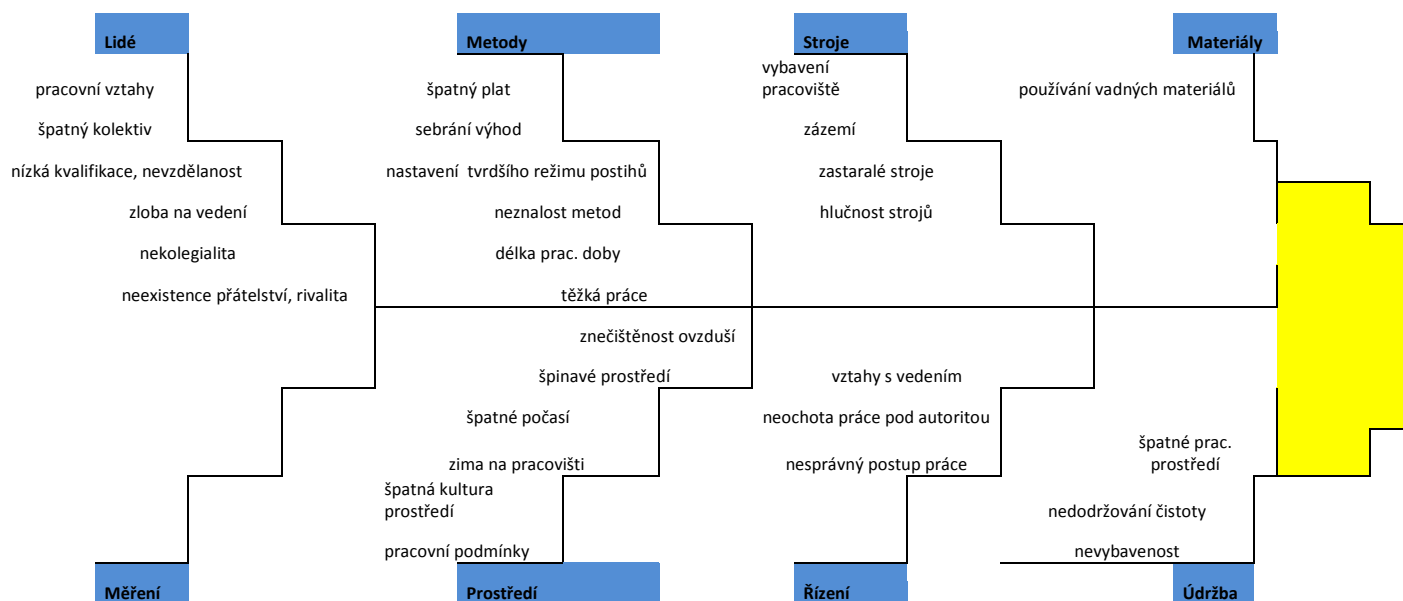 Lidé
Metody
Stroje
Materiály
pracovní vztahy
špatný plat
vybavení
pracoviště
používání vadných materiálů
špatný kolektiv
sebrání výhod
zázemí
nízká kvalifikace, nevzdělanost
nastavení  tvrdšího režimu postihů
zastaralé stroje
zloba na vedení
neznalost metod
hlučnost strojů
nekolegialita
délka prac. doby
neexistence přátelství, rivalita
těžká práce
znečištěnost ovzduší
špinavé prostředí
vztahy s vedením
špatné počasí
neochota práce pod autoritou
špatné prac.
prostředí
zima na pracovišti
nesprávný postup práce
špatná kultura
prostředí
nedodržování čistoty
pracovní podmínky
nevybavenost
Měření
Prostředí
Řízení
Údržba